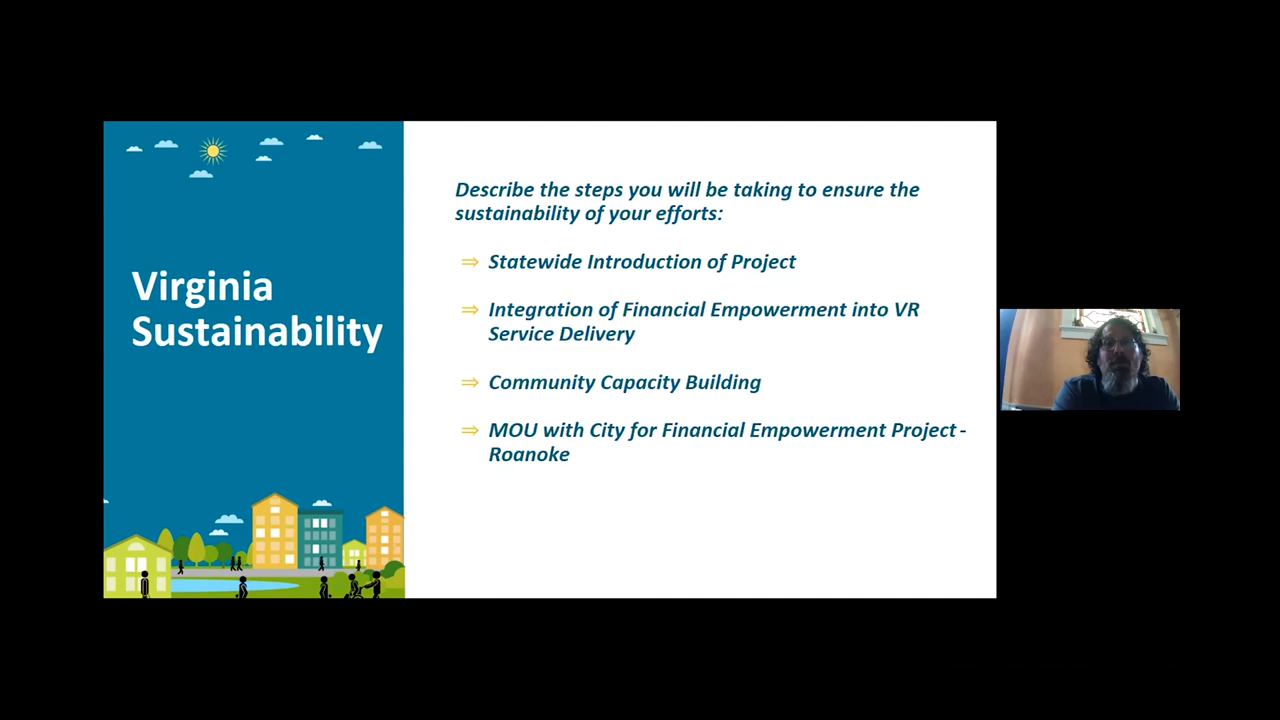 Virginia
Sustainability
Describe the steps you will be taking to ensure the
sustainability of your efforts:
⇒ Statewide Introduction of Project
⇒ Integration of Financial Empowerment into VR
Service Delivery
⇒ Community Capacity Building
⇒ MOU with City for Financial Empowerment Project -
Roanoke